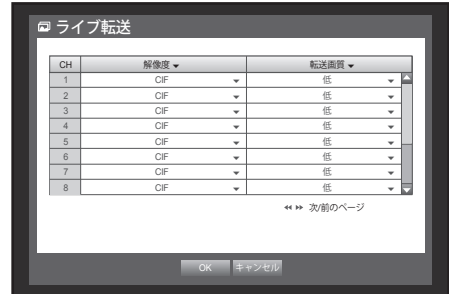 ライブ転送
CH 解像度 転送画質
1 CIF 低
2 CIF 低
3 CIF 低
4 CIF 低
5 CIF 低
6 CIF 低
7 CIF 低
8 CIF 低
次/前のページ
OK キャンセル